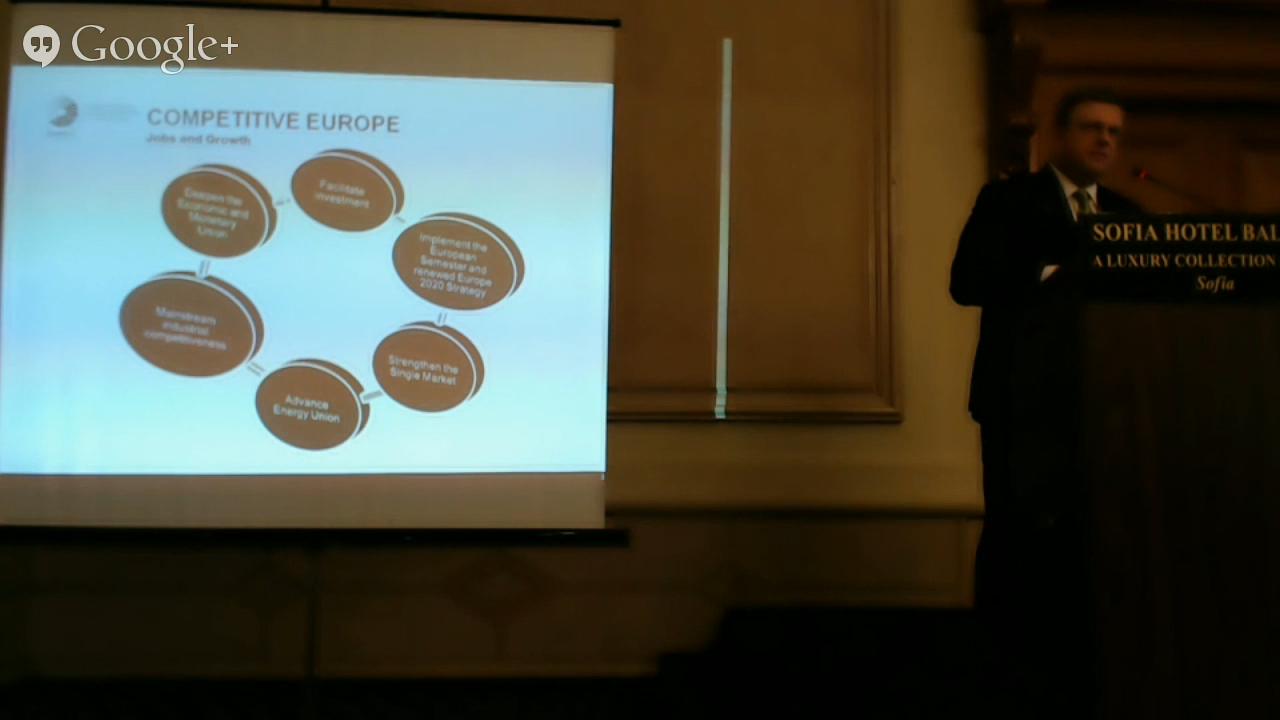 Google+
COMPETITIVE EUROPE
Jobs and Growth
Facilitate
investment
Deepen the
Economic and
Monetary
Union
Implement the
European
Semester and
renewed Europe
2020 Strategy
Mainstream
industrial
competitiveness
Strengthen the
Single Market
Advance
Energy Union
SOFIA HOTEL BAL
A LUXURY COLLECTION
Sofia